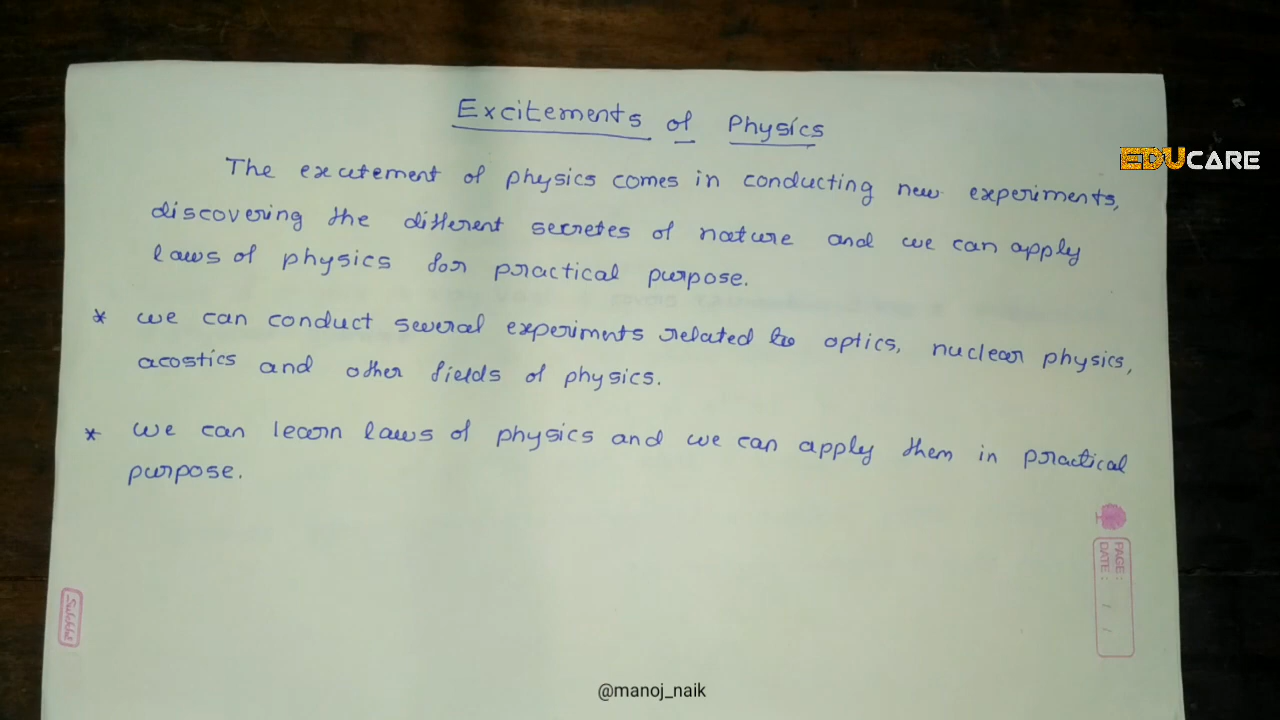 Excitements of Physics
EDUCARE
The excitement of physics comes in conducting new experiments,
discovering the different secretes of nature and we can apply
laws of physics for practical purpose.
* we can conduct several experiments related to optics, nuclear physics,
acostics and other fields of physics.
* we can learn laws of physics and we can apply them in practical
purpose.
PAGE:
DATE: / /
@manoj_naik